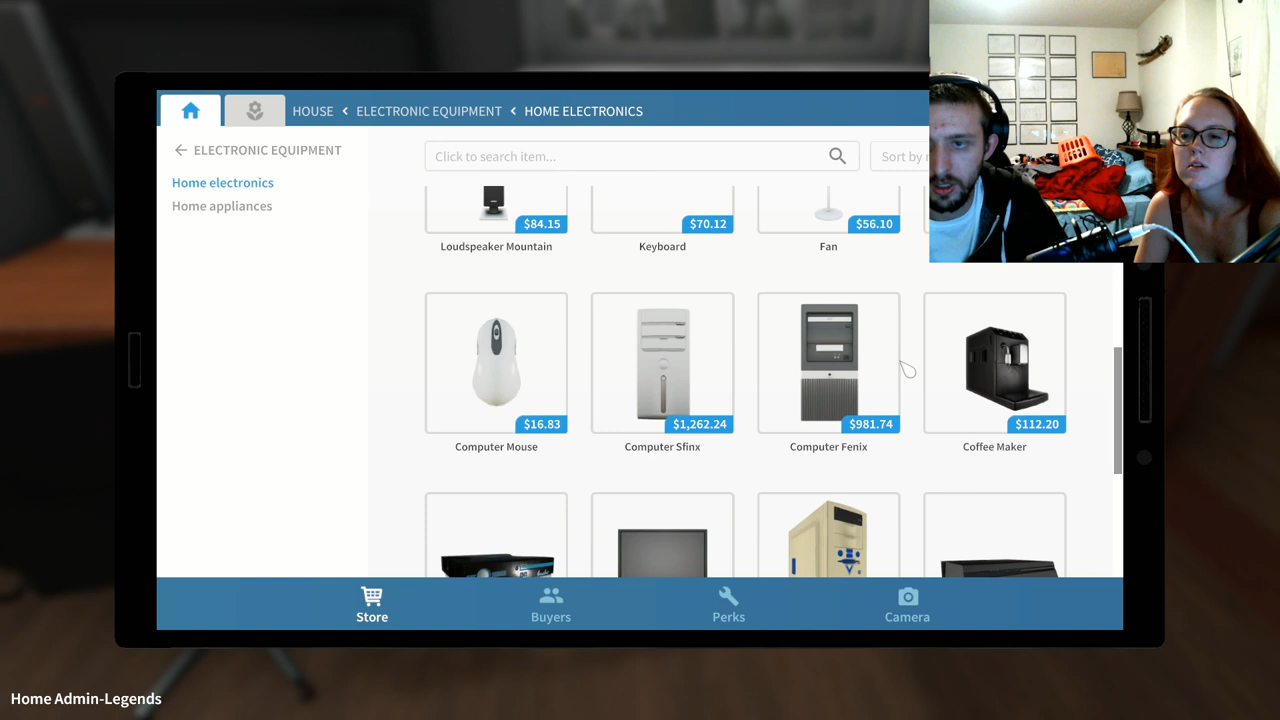 HOUSE < ELECTRONIC EQUIPMENT < HOME ELECTRONICS
ELECTRONIC EQUIPMENT
Click to search item...
Sort by
Home electronics
Home appliances
$84.15
$70.12
$56.10
Loudspeaker Mountain
Keyboard
Fan
$16.83
$1,262.24
$981.74
$112.20
Computer Mouse
Computer Sfinx
Computer Fenix
Coffee Maker
Store
Buyers
Perks
Camera
Home Admin-Legends